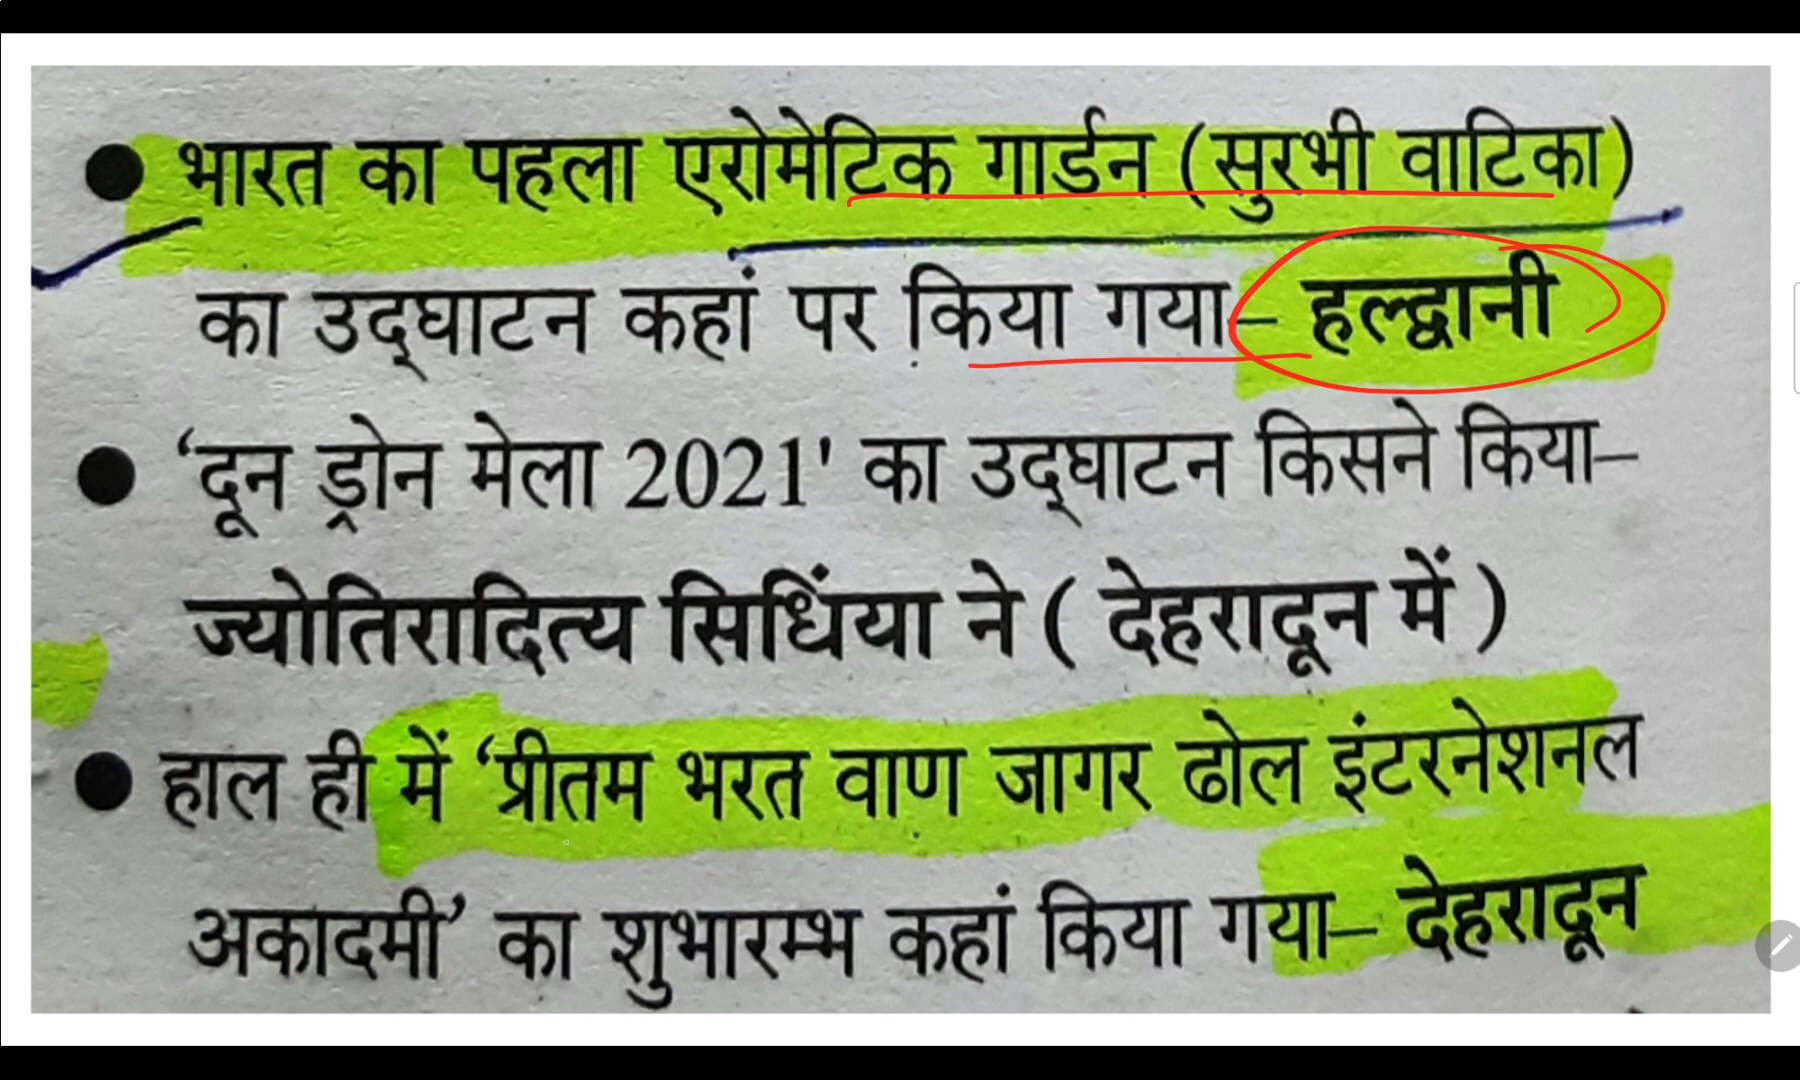 ● भारत का पहला एरोमेटिक गार्डन (सुरभी वाटिका)
का उद्घाटन कहां पर किया गया– हल्द्वानी
● ‘दून ड्रोन मेला 2021' का उद्घाटन किसने किया–
ज्योतिरादित्य सिधिंया ने ( देहरादून में )
● हाल ही में ‘प्रीतम भरत वाण जागर ढोल इंटरनेशनल
अकादमी’ का शुभारम्भ कहां किया गया– देहरादून